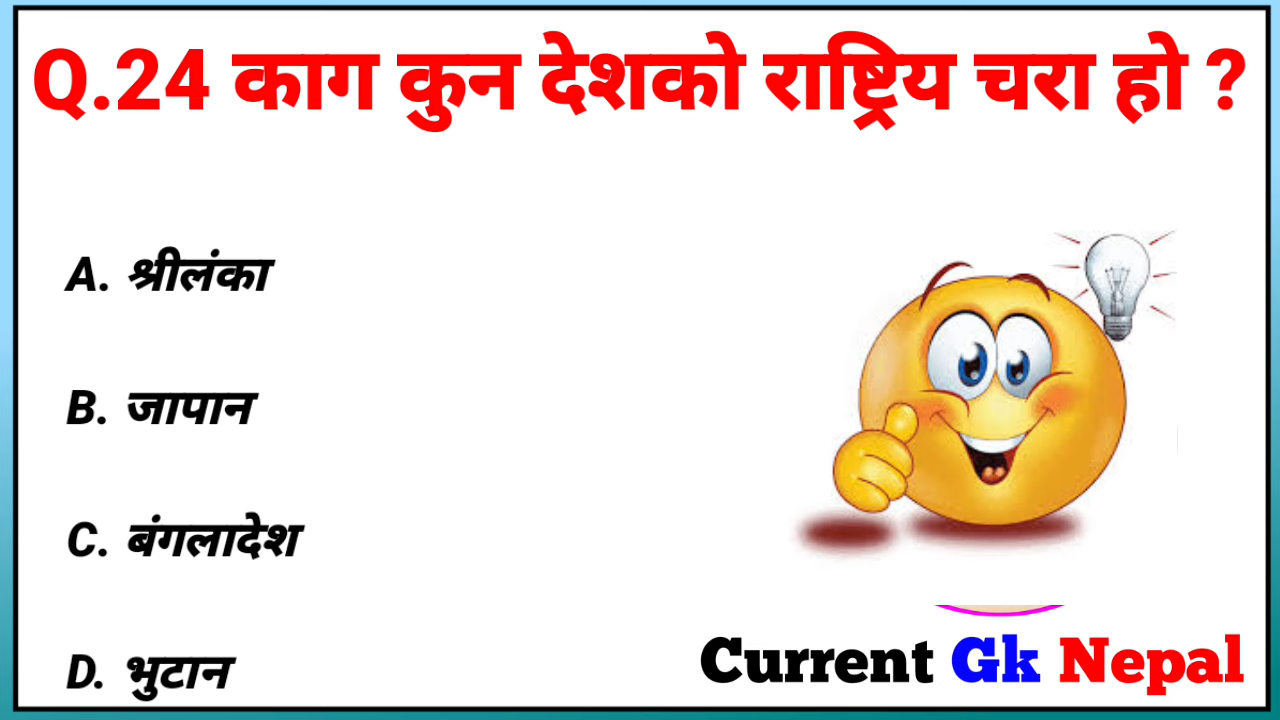 Q.24 काग कुन देशको राष्ट्रिय चरा हो ?
A. श्रीलंका
B. जापान
C. बंगलादेश
D. भुटान
Current Gk Nepal